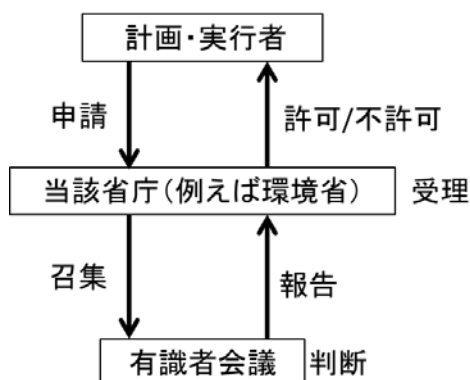 計画・実行者
申請
許可/不許可
当該省庁(例えば環境省)
受理
召集
報告
有識者会議
判断